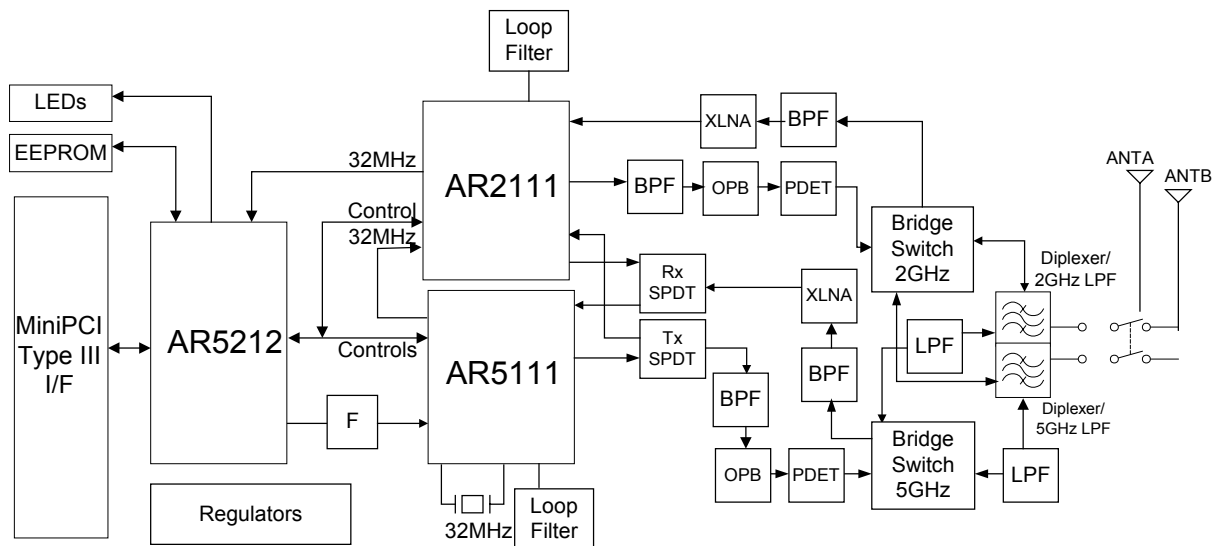 Loop
Filter
LEDs
EEPROM
32MHz
AR2111
XLNA
BPF
BPF
OPB
PDET
ANTA
ANTB
Control
32MHz
Bridge
Switch
2GHz
Diplexer/
2GHz LPF
Rx
SPDT
XLNA
MiniPCI
Type III
I/F
AR5212
Controls
AR5111
Tx
SPDT
LPF
BPF
BPF
F
Diplexer/
5GHz LPF
Bridge
Switch
5GHz
OPB
PDET
LPF
Regulators
32MHz
Loop
Filter